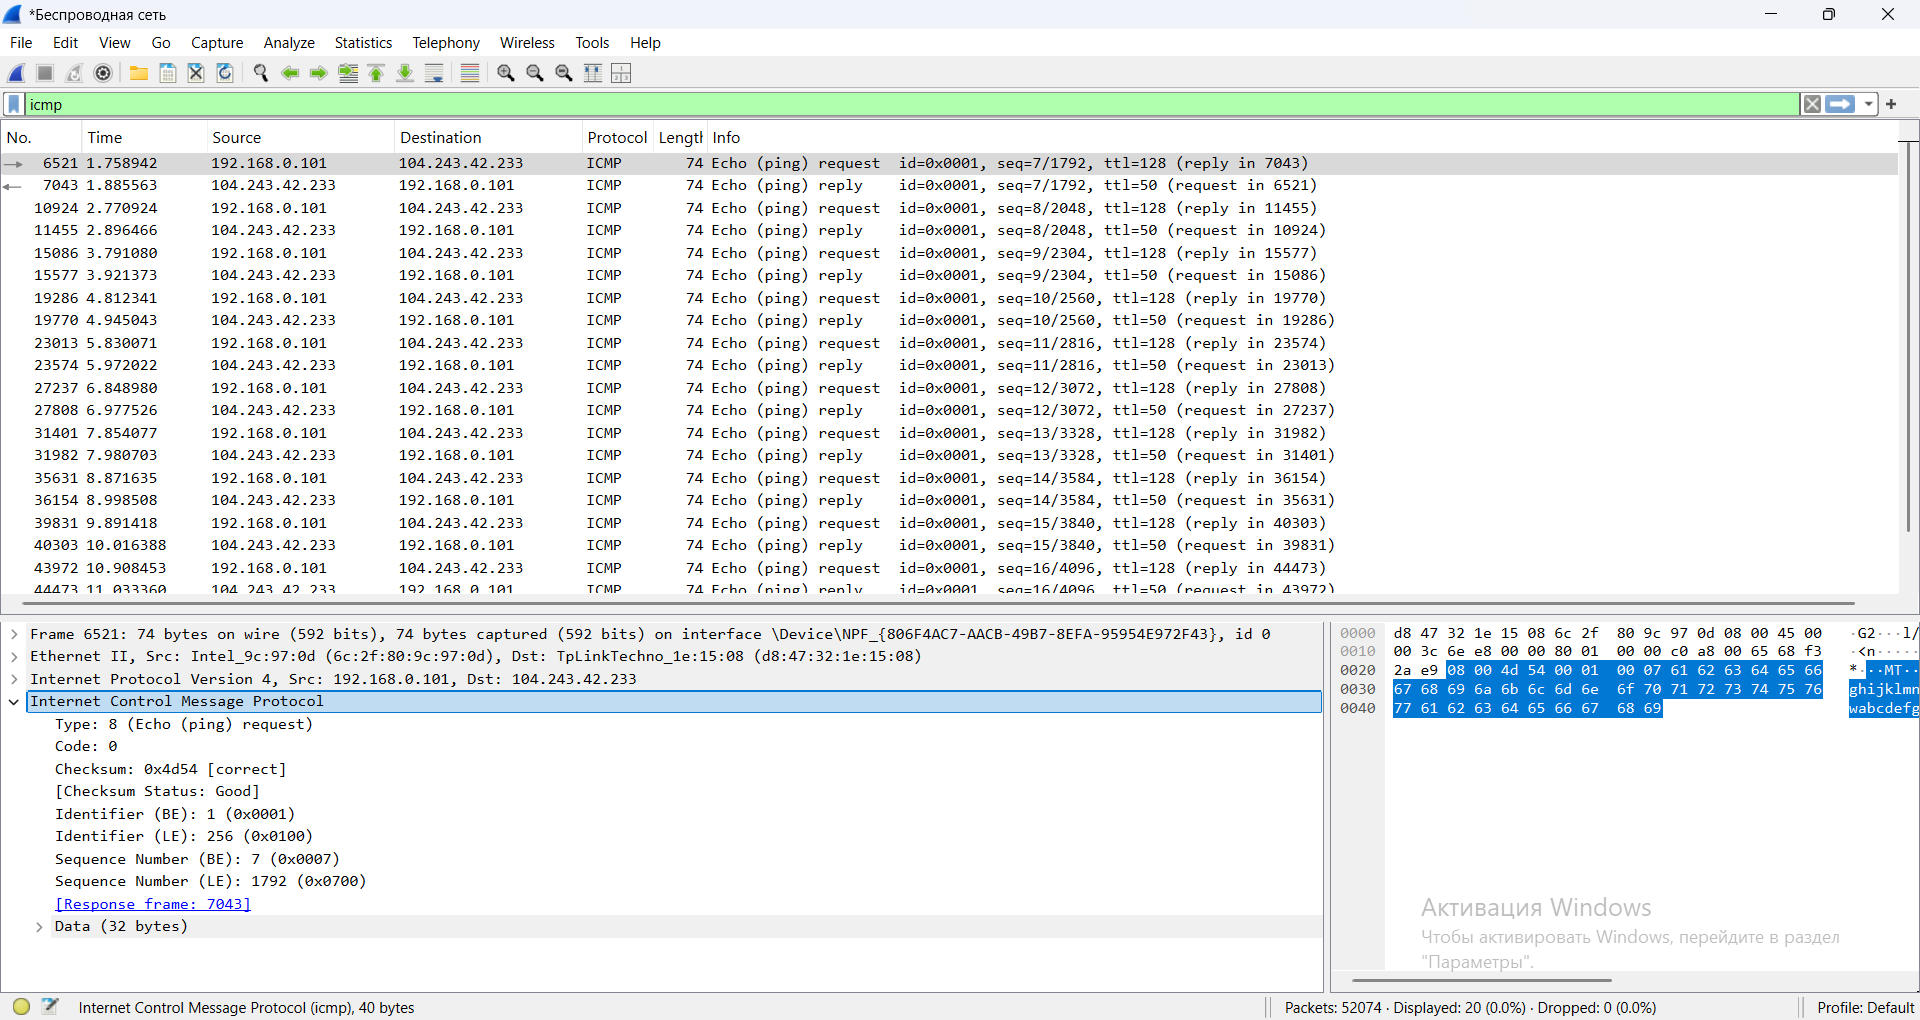 *Беспроводная сеть
File Edit View Go Capture Analyze Statistics Telephony Wireless Tools Help
icmp
No. Time Source Destination Protocol Lengt Info
6521 1.758942 192.168.0.101 104.243.42.233 ICMP 74 Echo (ping) request id=0x0001, seq=7/1792, ttl=128 (reply in 7043)
7043 1.885563 104.243.42.233 192.168.0.101 ICMP 74 Echo (ping) reply id=0x0001, seq=7/1792, ttl=50 (request in 6521)
10924 2.770924 192.168.0.101 104.243.42.233 ICMP 74 Echo (ping) request id=0x0001, seq=8/2048, ttl=128 (reply in 11455)
11455 2.896466 104.243.42.233 192.168.0.101 ICMP 74 Echo (ping) reply id=0x0001, seq=8/2048, ttl=50 (request in 10924)
15086 3.791080 192.168.0.101 104.243.42.233 ICMP 74 Echo (ping) request id=0x0001, seq=9/2304, ttl=128 (reply in 15577)
15577 3.921373 104.243.42.233 192.168.0.101 ICMP 74 Echo (ping) reply id=0x0001, seq=9/2304, ttl=50 (request in 15086)
19286 4.812341 192.168.0.101 104.243.42.233 ICMP 74 Echo (ping) request id=0x0001, seq=10/2560, ttl=128 (reply in 19770)
19770 4.945043 104.243.42.233 192.168.0.101 ICMP 74 Echo (ping) reply id=0x0001, seq=10/2560, ttl=50 (request in 19286)
23013 5.830071 192.168.0.101 104.243.42.233 ICMP 74 Echo (ping) request id=0x0001, seq=11/2816, ttl=128 (reply in 23574)
23574 5.972022 104.243.42.233 192.168.0.101 ICMP 74 Echo (ping) reply id=0x0001, seq=11/2816, ttl=50 (request in 23013)
27237 6.848980 192.168.0.101 104.243.42.233 ICMP 74 Echo (ping) request id=0x0001, seq=12/3072, ttl=128 (reply in 27808)
27808 6.977526 104.243.42.233 192.168.0.101 ICMP 74 Echo (ping) reply id=0x0001, seq=12/3072, ttl=50 (request in 27237)
31401 7.854077 192.168.0.101 104.243.42.233 ICMP 74 Echo (ping) request id=0x0001, seq=13/3328, ttl=128 (reply in 31982)
31982 7.980703 104.243.42.233 192.168.0.101 ICMP 74 Echo (ping) reply id=0x0001, seq=13/3328, ttl=50 (request in 31401)
35631 8.871635 192.168.0.101 104.243.42.233 ICMP 74 Echo (ping) request id=0x0001, seq=14/3584, ttl=128 (reply in 36154)
36154 8.998508 104.243.42.233 192.168.0.101 ICMP 74 Echo (ping) reply id=0x0001, seq=14/3584, ttl=50 (request in 35631)
39831 9.891418 192.168.0.101 104.243.42.233 ICMP 74 Echo (ping) request id=0x0001, seq=15/3840, ttl=128 (reply in 40303)
40303 10.016388 104.243.42.233 192.168.0.101 ICMP 74 Echo (ping) reply id=0x0001, seq=15/3840, ttl=50 (request in 39831)
43972 10.908453 192.168.0.101 104.243.42.233 ICMP 74 Echo (ping) request id=0x0001, seq=16/4096, ttl=128 (reply in 44473)
44473 11.033360 104.243.42.233 192.168.0.101 ICMP 74 Echo (ping) reply id=0x0001, seq=16/4096, ttl=50 (request in 43972)
Frame 6521: 74 bytes on wire (592 bits), 74 bytes captured (592 bits) on interface \Device\NPF_{806F4AC7-AACB-49B7-8EFA-95954E972F43}, id 0
Ethernet II, Src: Intel_9c:97:0d (6c:2f:80:9c:97:0d), Dst: TpLinkTechno_1e:15:08 (d8:47:32:1e:15:08)
Internet Protocol Version 4, Src: 192.168.0.101, Dst: 104.243.42.233
Internet Control Message Protocol
Type: 8 (Echo (ping) request)
Code: 0
Checksum: 0x4d54 [correct]
[Checksum Status: Good]
Identifier (BE): 1 (0x0001)
Identifier (LE): 256 (0x0100)
Sequence Number (BE): 7 (0x0007)
Sequence Number (LE): 1792 (0x0700)
[Response frame: 7043]
Data (32 bytes)
0000 d8 47 32 1e 15 08 6c 2f 80 9c 97 0d 08 00 45 00 ·G2···l/
0010 00 3c 6e e8 00 00 80 01 00 00 c0 a8 00 65 68 f3 ·<n·····
0020 2a e9 08 00 4d 54 00 01 00 07 61 62 63 64 65 66 *···MT··
0030 67 68 69 6a 6b 6c 6d 6e 6f 70 71 72 73 74 75 76 ghijklmn
0040 77 61 62 63 64 65 66 67 68 69 wabcdefg
Активация Windows
Чтобы активировать Windows, перейдите в раздел
"Параметры".
Internet Control Message Protocol (icmp), 40 bytes
Packets: 52074 · Displayed: 20 (0.0%) · Dropped: 0 (0.0%)
Profile: Default